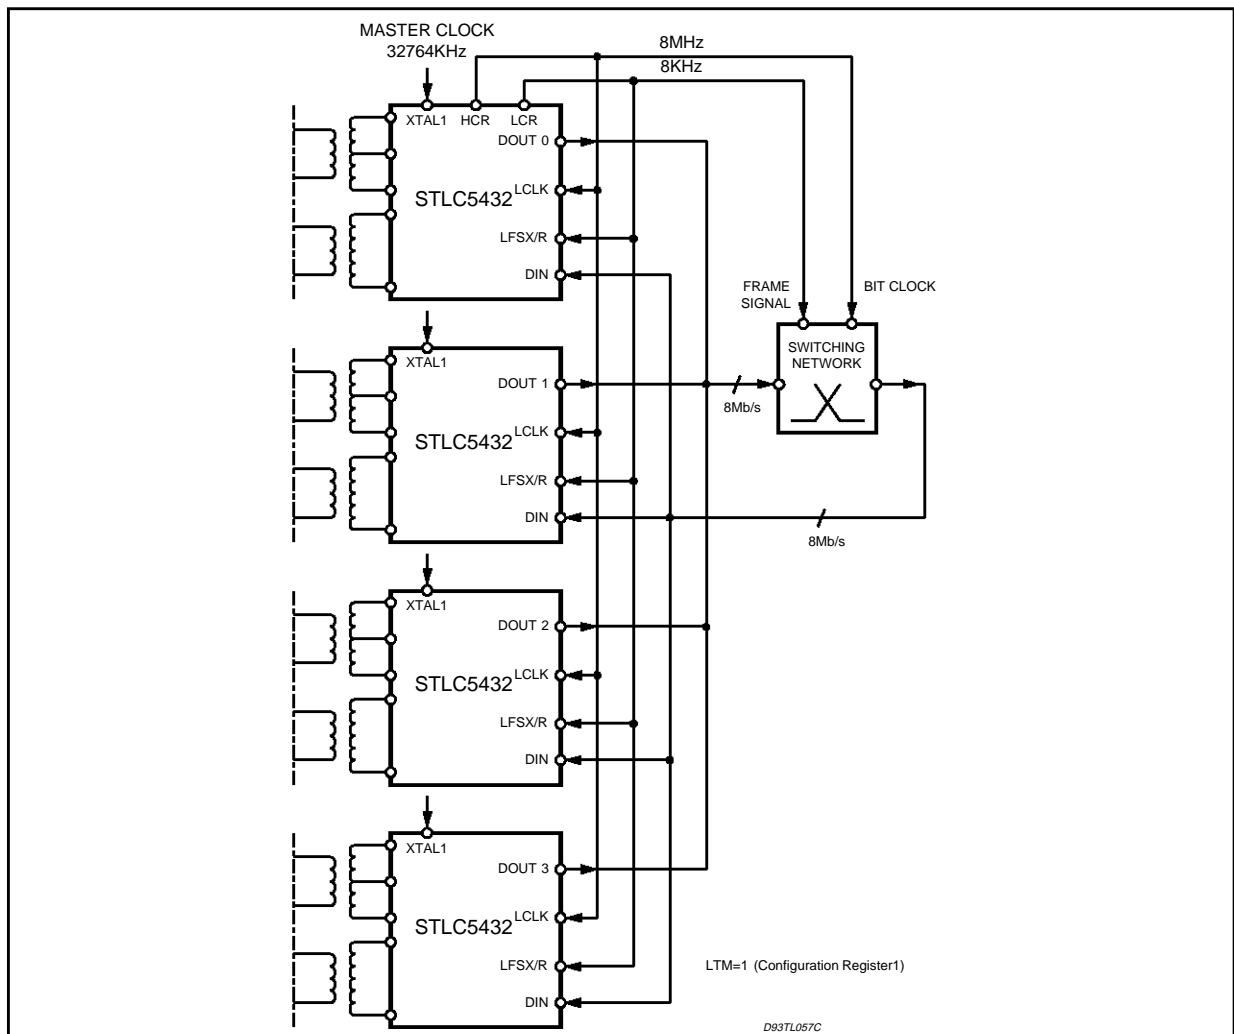 MASTER CLOCK
32764KHz
8MHz
8KHz
XTAL1 HCR LCR
DOUT 0
STLC5432
LCLK
LFSX/R
DIN
FRAME
SIGNAL
BIT CLOCK
SWITCHING
NETWORK
XTAL1
DOUT 1
8Mb/s
STLC5432
LCLK
LFSX/R
DIN
8Mb/s
XTAL1
DOUT 2
STLC5432
LCLK
LFSX/R
DIN
XTAL1
DOUT 3
STLC5432
LCLK
LFSX/R
DIN
LTM=1 (Configuration Register1)
D93TL057C